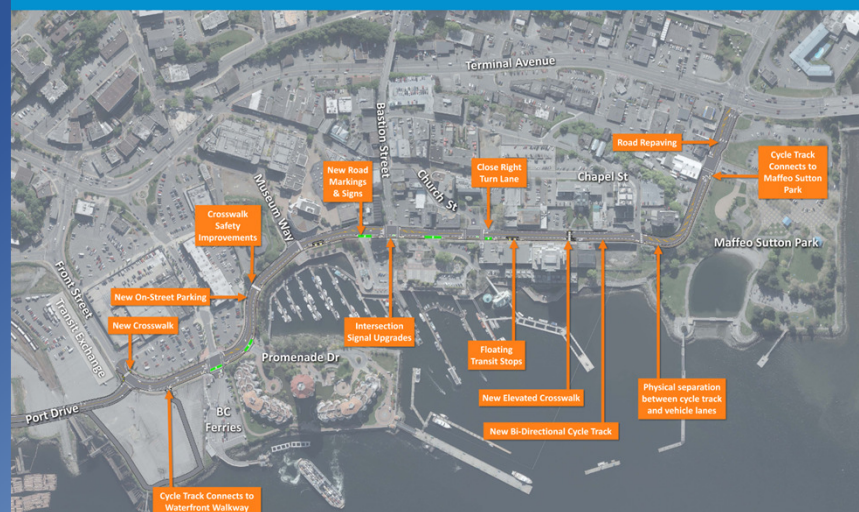 Terminal Avenue
Bastion Street
Road Repaving
New Road
Markings
& Signs
Close Right
Turn Lane
Church St
Chapel St
Cycle Track
Connects to
Maffeo Sutton
Park
Museum Way
Crosswalk
Safety
Improvements
Maffeo Sutton Park
Front Street
Transit Exchange
New On-Street Parking
New Crosswalk
Intersection
Signal Upgrades
Promenade Dr
Floating
Transit Stops
New Elevated Crosswalk
Physical separation
between cycle track
and vehicle lanes
Port Drive
BC
Ferries
New Bi-Directional Cycle Track
Cycle Track Connects to
Waterfront Walkway